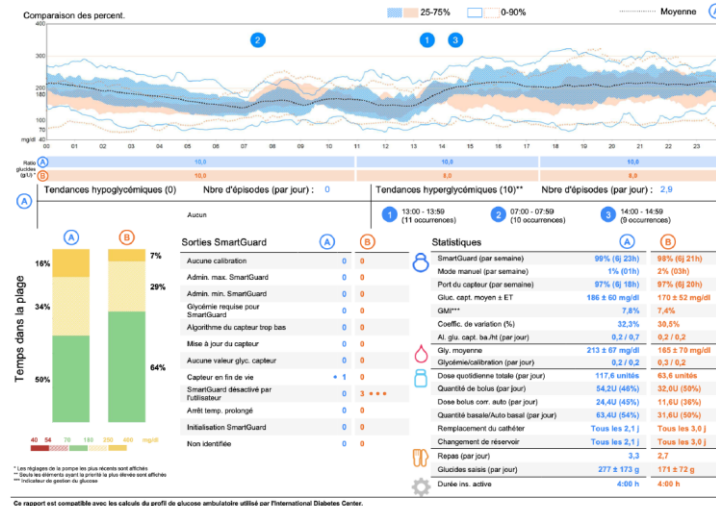 Comparaison des percent.
25-75% 0-90% Moyenne A
2 1 3
400
300
200
180
100
70
mg/dl 40
00 01 02 03 04 05 06 07 08 09 10 11 12 13 14 15 16 17 18 19 20 21 22 23
Ratio glucides (g/U)
A 10,0 10,0
B 10,0 8,0 8,0
A
Tendances hypoglycémiques (0) Nbre d'épisodes (par jour) : 0
Aucun
Tendances hyperglycémiques (10)** Nbre d'épisodes (par jour) : 2,9
1 13:00 - 13:59 (11 occurrences)
2 07:00 - 07:59 (10 occurrences)
3 14:00 - 14:59 (9 occurrences)
Temps dans la plage
A B
16% 7%
34% 29%
50% 64%
40 54 70 180 250 400 mg/dl
Sorties SmartGuard A B
Aucune calibration 0 0
Admin. max. SmartGuard 0 0
Admin. min. SmartGuard 0 0
Glycémie requise pour SmartGuard 0 0
Algorithme du capteur trop bas 0 0
Mise à jour du capteur 0 0
Aucune valeur glyc. capteur 0 0
Capteur en fin de vie 1 0
SmartGuard désactivé par l'utilisateur 0 3
Arrêt temp. prolongé 0 0
Initialisation SmartGuard 0 0
Non identifiée 0 0
Statistiques A B
SmartGuard (par semaine) 99% (6j 23h) 98% (6j 21h)
Mode manuel (par semaine) 1% (01h) 2% (03h)
Port du capteur (par semaine) 97% (6j 18h) 97% (6j 20h)
Gluc. capt. moyen ± ET 186 ± 60 mg/dl 170 ± 52 mg/dl
GMI*** 7,8% 7,4%
Coeffic. de variation (%) 32,3% 30,5%
Al. glu. capt. ba./ht (par jour) 0,2 / 0,7 0,2 / 0,2
Gly. moyenne 213 ± 67 mg/dl 165 ± 70 mg/dl
Glycémie/calibration (par jour) 0,2 / 0,2 0,3 / 0,2
Dose quotidienne totale (par jour) 117,6 unités 63,6 unités
Quantité de bolus (par jour) 54,2U (46%) 32,0U (50%)
Dose bolus corr. auto (par jour) 24,4U (45%) 11,6U (36%)
Quantité basale/Auto basal (par jour) 63,4U (54%) 31,6U (50%)
Remplacement du cathéter Tous les 2,1 j Tous les 3,0 j
Changement de réservoir Tous les 2,1 j Tous les 3,0 j
Repas (par jour) 3,3 2,7
Glucides saisis (par jour) 277 ± 173 g 171 ± 72 g
Durée ins. active 4:00 h 4:00 h
* Les réglages de la pompe les plus récents sont affichés
** Seuls les éléments ayant la priorité la plus élevée sont affichés
*** Indicateur de gestion du glucose
Ce rapport est compatible avec les calculs du profil de glucose ambulatoire utilisé par l'International Diabetes Center.